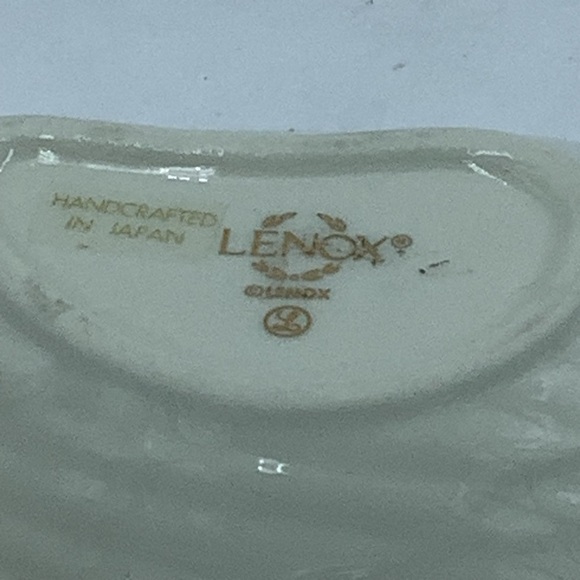 HANDCRAFTED
IN JAPAN
LENOX®
©LENOX
L